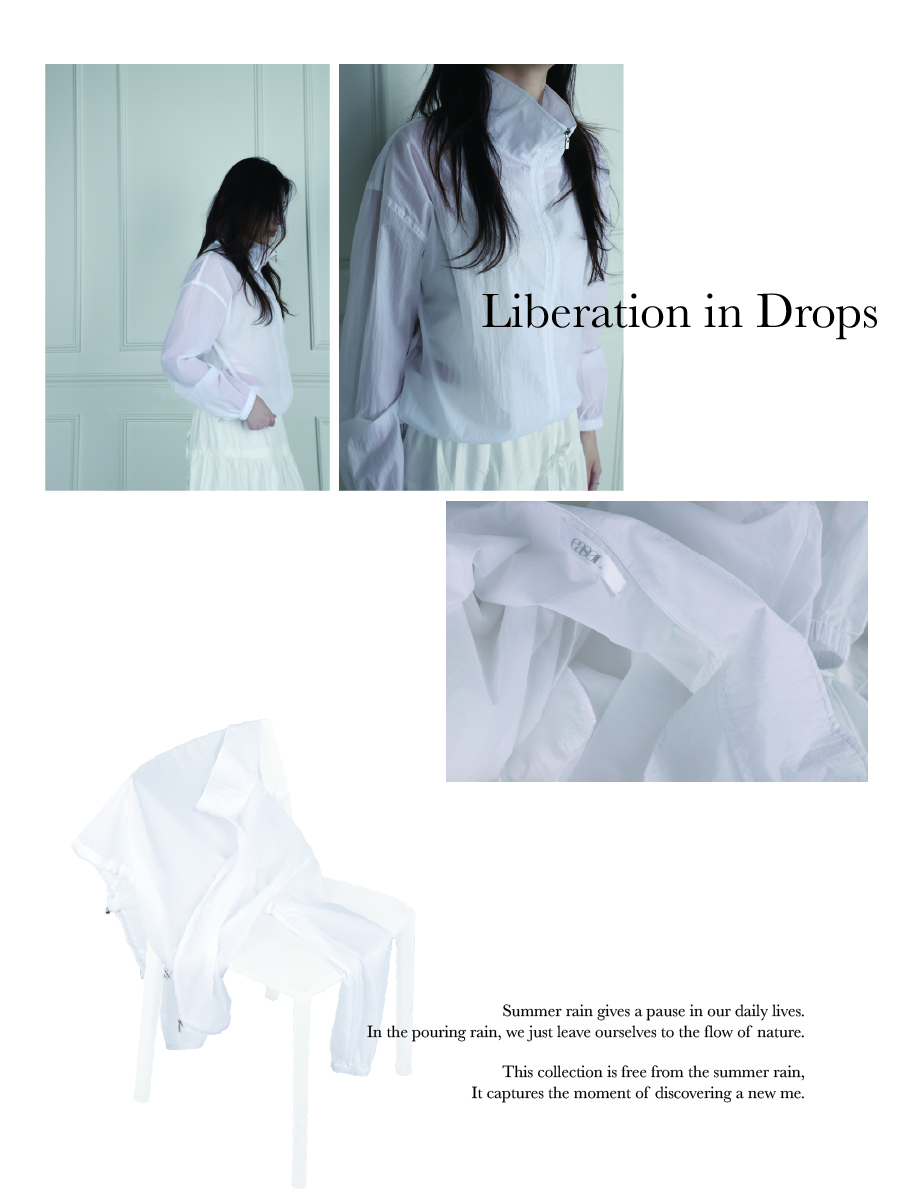 Liberation in Drops
Summer rain gives a pause in our daily lives.
In the pouring rain, we just leave ourselves to the flow of nature.
This collection is free from the summer rain,
It captures the moment of discovering a new me.